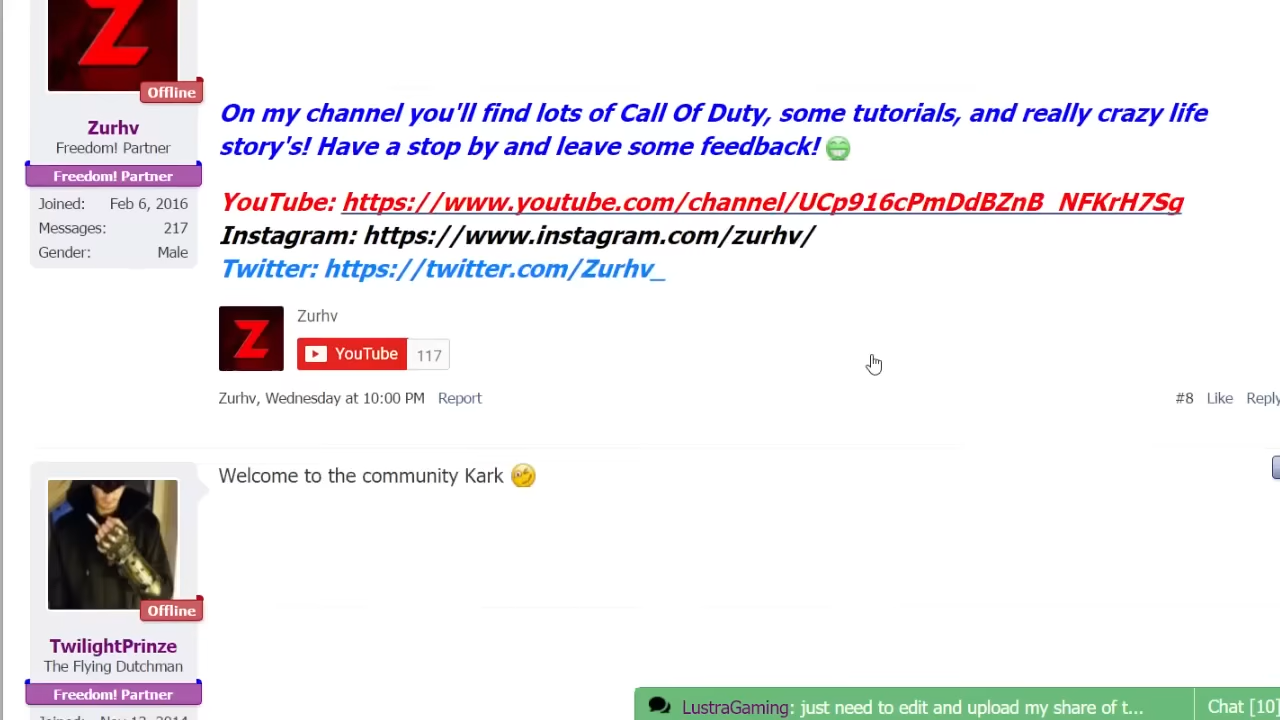 Z
Offline
Zurhv
Freedom! Partner
Freedom! Partner
Joined: Feb 6, 2016
Messages: 217
Gender: Male
On my channel you'll find lots of Call Of Duty, some tutorials, and really crazy life
story's! Have a stop by and leave some feedback!
YouTube: https://www.youtube.com/channel/UCp916cPmDdBZnB_NFKrH7Sg
Instagram: https://www.instagram.com/zurhv/
Twitter: https://twitter.com/Zurhv_
Z
Zurhv
YouTube 117
Zurhv, Wednesday at 10:00 PM Report #8 Like Reply
Welcome to the community Kark
Offline
TwilightPrinze
The Flying Dutchman
Freedom! Partner
Joined: Nov 13, 2014
LustraGaming: just need to edit and upload my share of t... Chat [10]